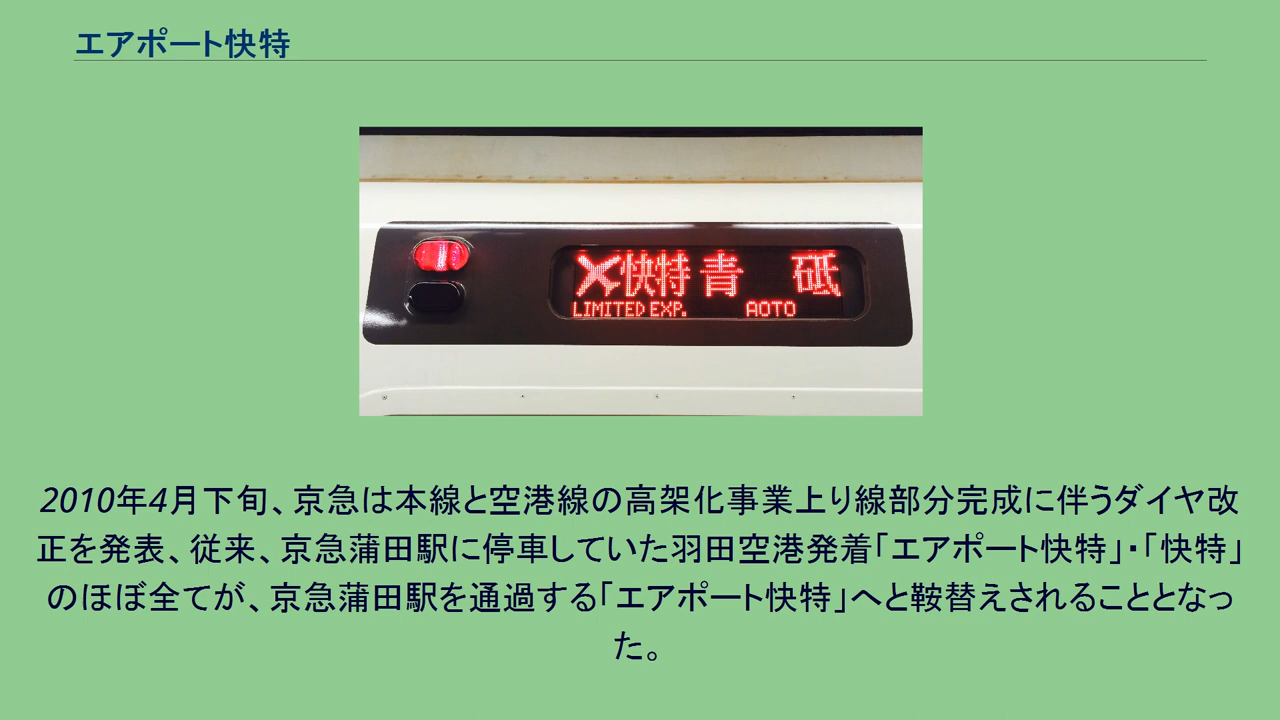 エアポート快特
快特青 砥
LIMITED EXP. AOTO
2010年4月下旬、京急は本線と空港線の高架化事業上り線部分完成に伴うダイヤ改
正を発表、従来、京急蒲田駅に停車していた羽田空港発着「エアポート快特」・「快特」
のほぼ全てが、京急蒲田駅を通過する「エアポート快特」へと鞍替えされることとなっ
た。